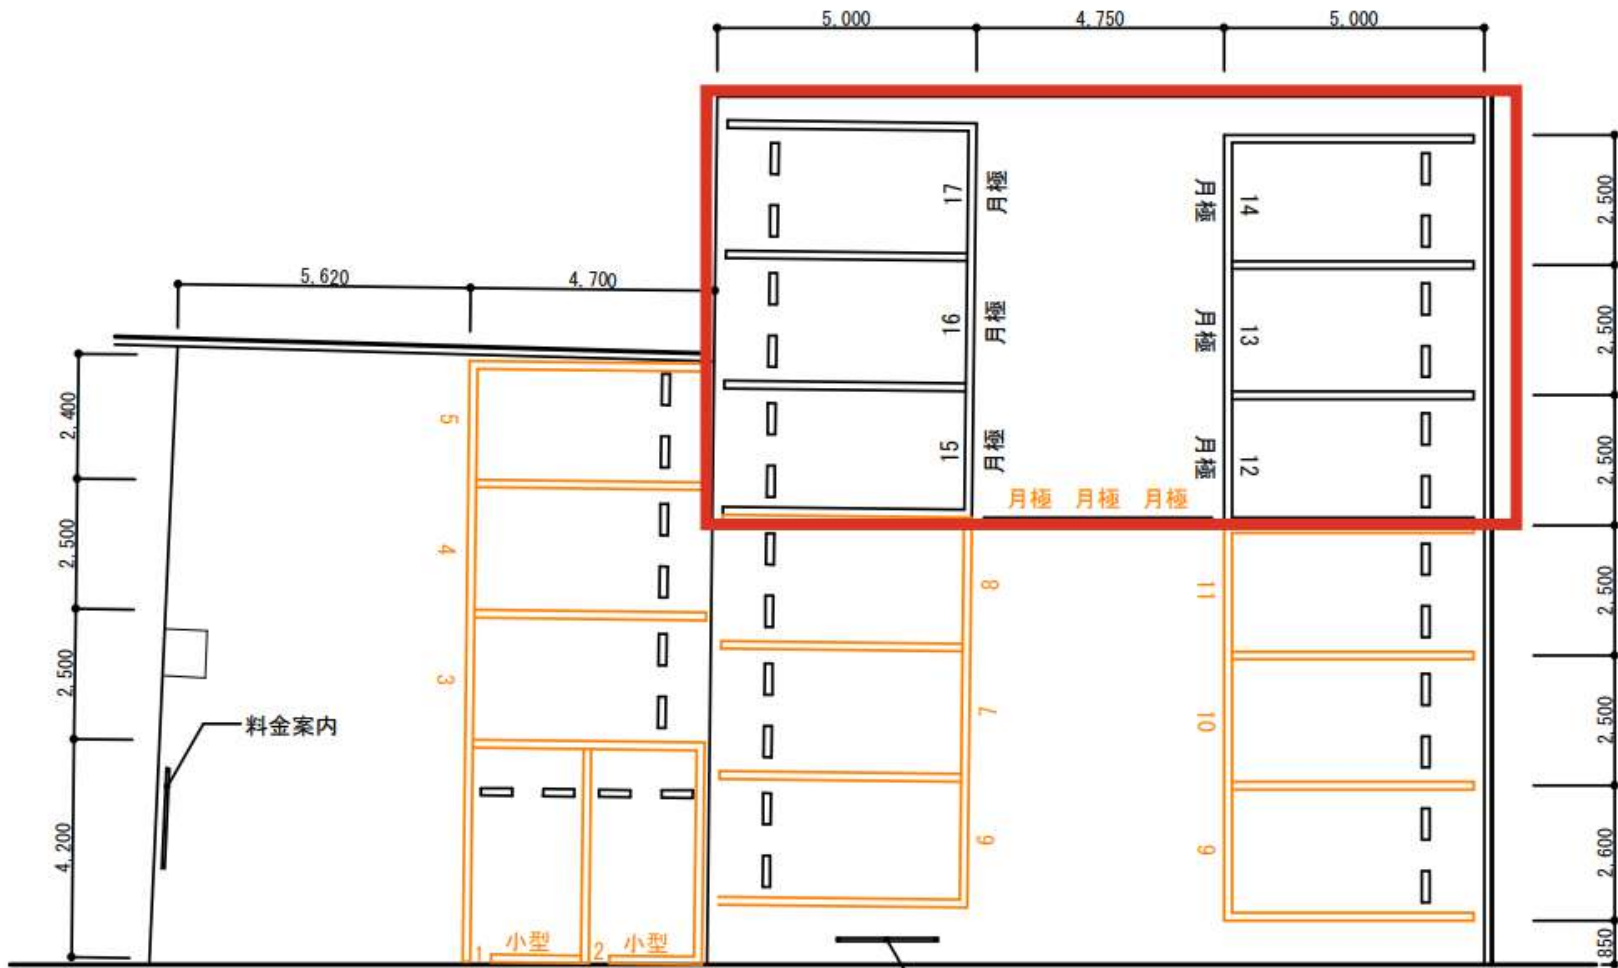 5,000 4,750 5,000
17 月極 月極 14 2,500
5,620 4,700
16 月極 月極 13 2,500
2,400 5
15 月極 月極 12 2,500
月極 月極 月極
2,500 4 8 11 2,500
2,500 3 7 10 2,500
料金案内
4,200 6 9 2,600
1 小型 2 小型 850